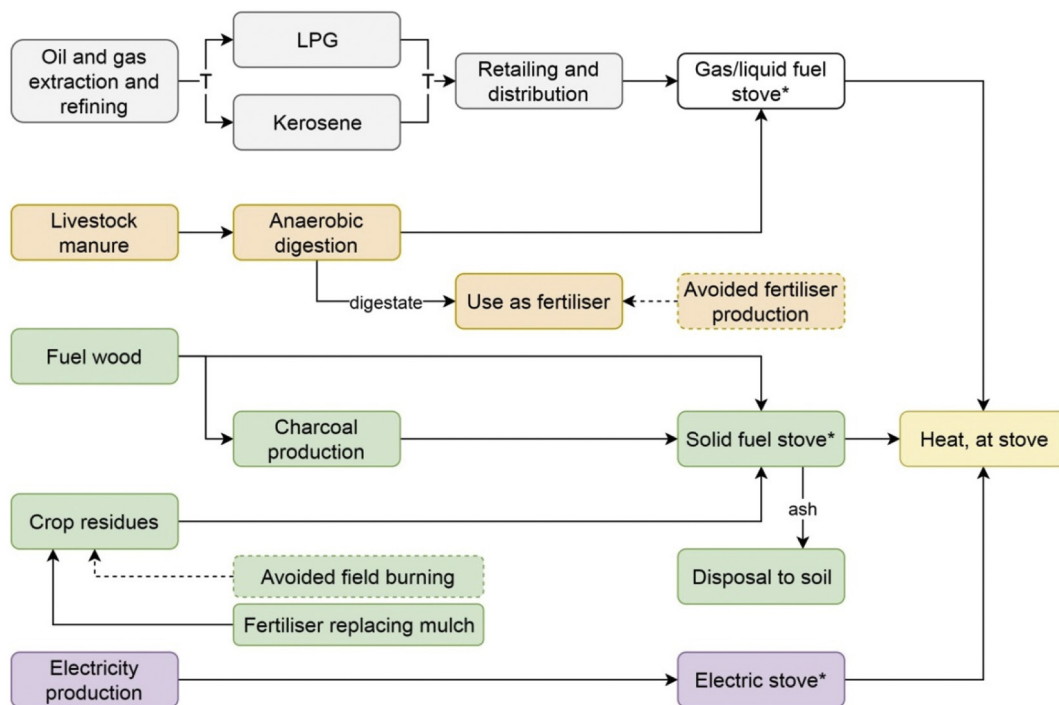 Oil and gas
extraction and
refining
T
LPG
Kerosene
T
Retailing and
distribution
Gas/liquid fuel
stove*
Livestock
manure
Anaerobic
digestion
digestate
Use as fertiliser
Avoided fertiliser
production
Fuel wood
Charcoal
production
Solid fuel stove*
Heat, at stove
Crop residues
ash
Avoided field burning
Disposal to soil
Fertiliser replacing mulch
Electricity
production
Electric stove*